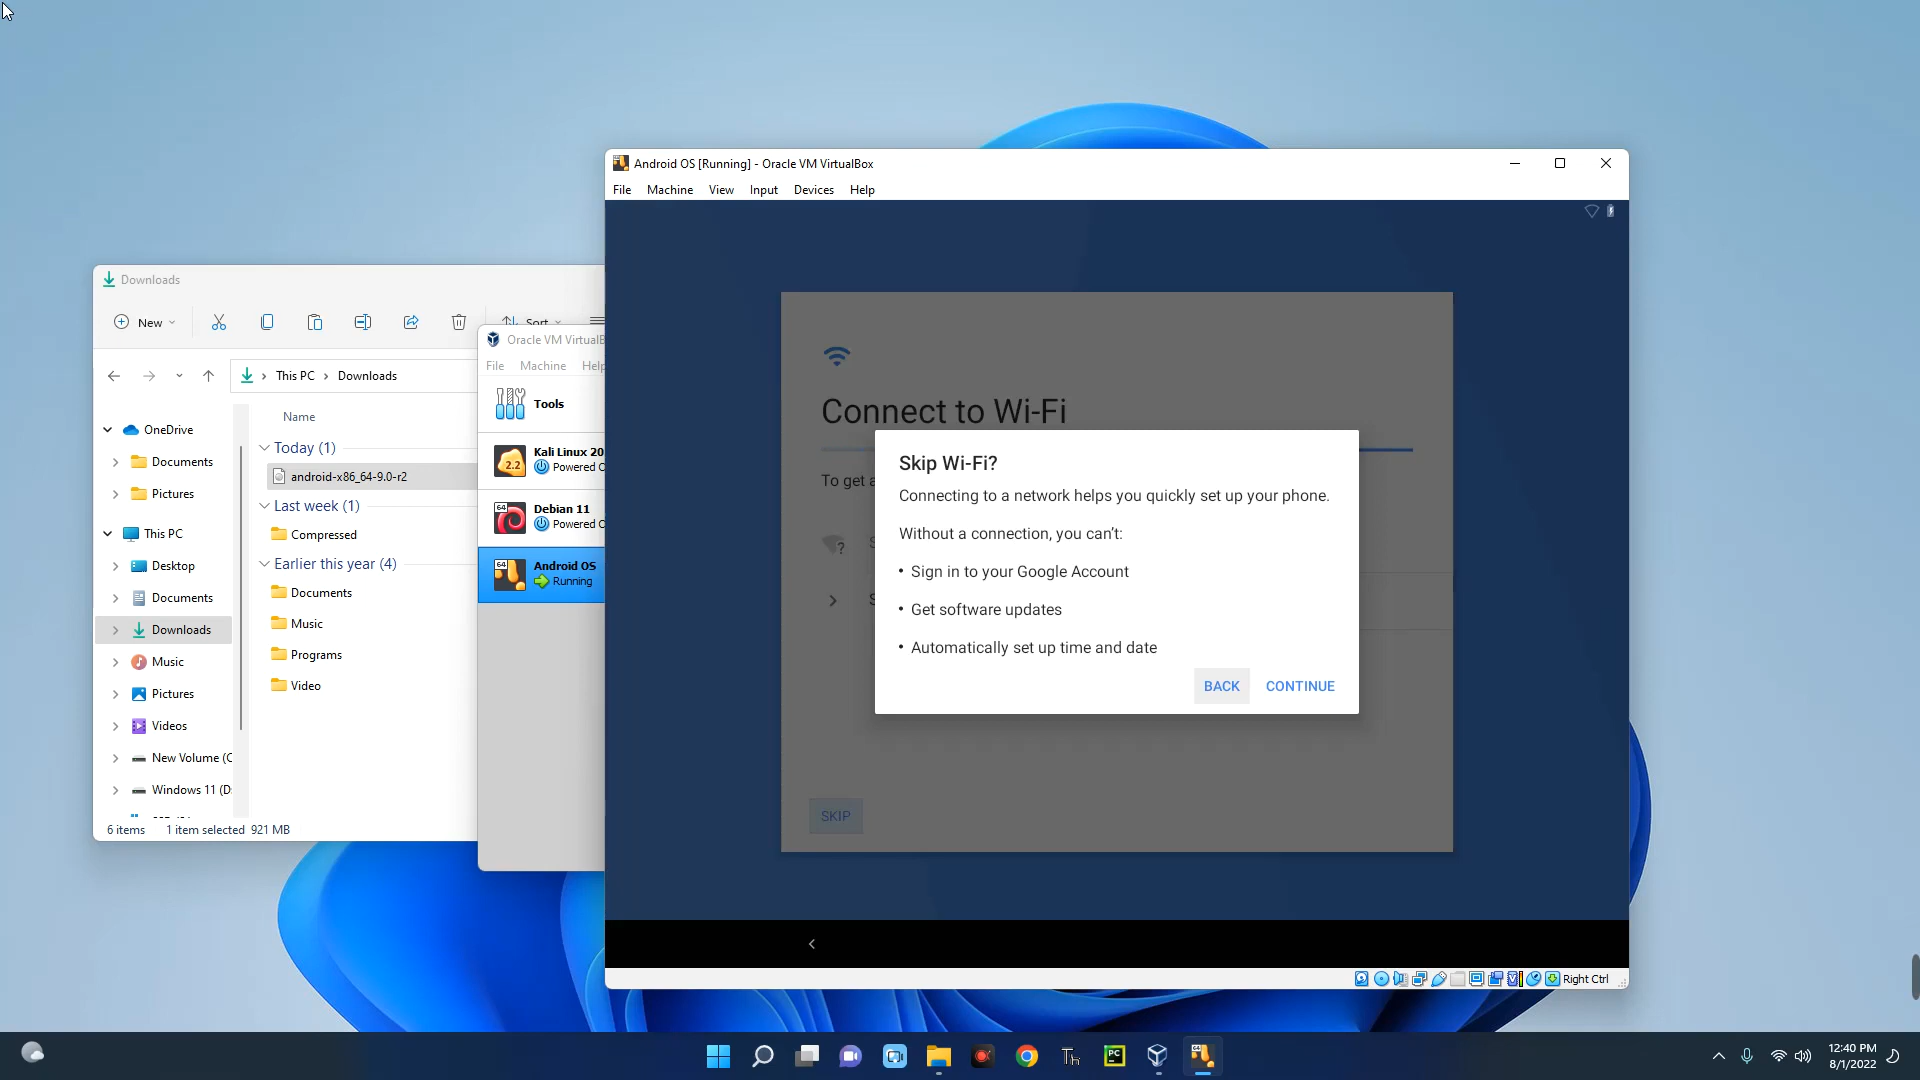 Android OS [Running] - Oracle VM VirtualBox
File Machine View Input Devices Help
Connect to Wi-Fi
To get
Skip Wi-Fi?
Connecting to a network helps you quickly set up your phone.
Without a connection, you can't:
• Sign in to your Google Account
• Get software updates
• Automatically set up time and date
BACK CONTINUE
SKIP
Right Ctrl
Downloads
New
Sort
This PC Downloads
Name
OneDrive
Documents
Pictures
This PC
Desktop
Documents
Downloads
Music
Pictures
Videos
New Volume (
Windows 11 (D:
Today (1)
android-x86_64-9.0-r2
Last week (1)
Compressed
Earlier this year (4)
Documents
Music
Programs
Video
6 items 1 item selected 921 MB
Oracle VM VirtualB
File Machine Help
Tools
Kali Linux 20
2.2
Powered O
64
Debian 11
Powered O
64
Android OS
Running
Th
PC
12:40 PM
8/1/2022